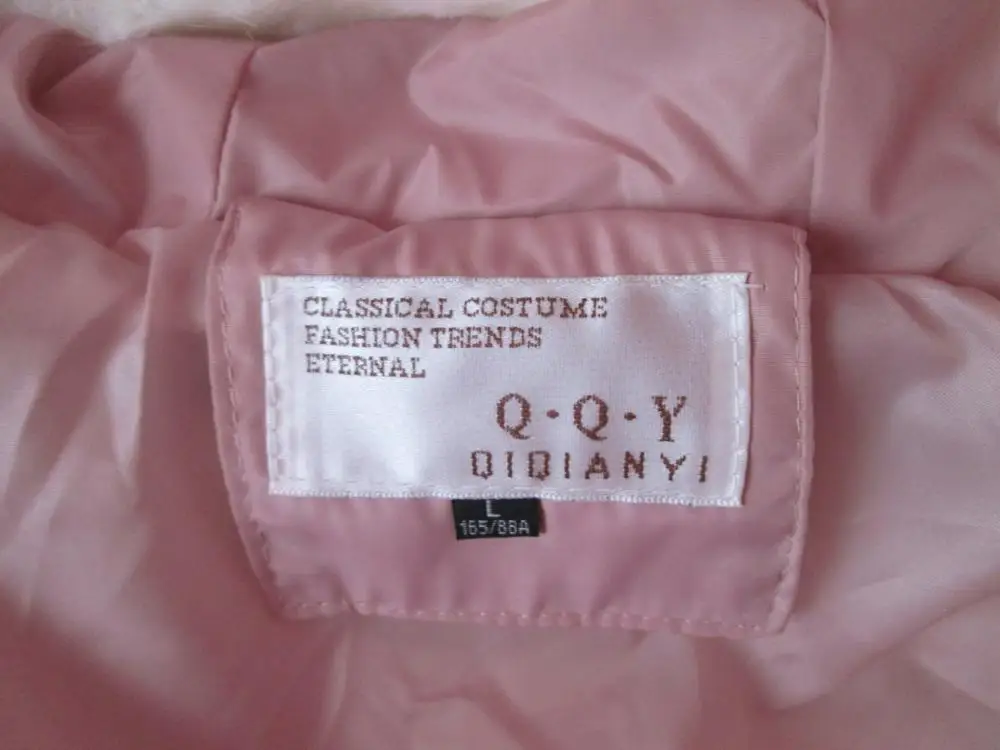 CLASSICAL COSTUME
FASHION TRENDS
ETERNAL
Q·Q·Y
QIQIANYI
L
165/88A